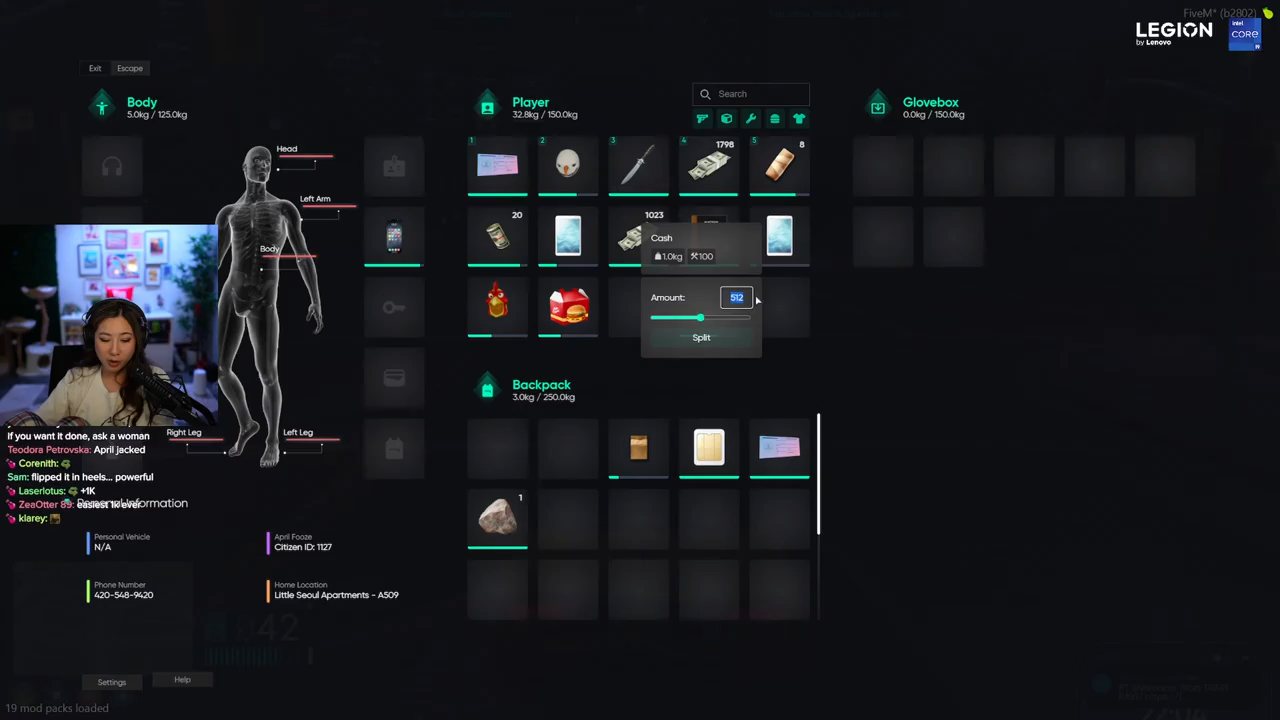 FiveM* (b2802)
LEGION
by Lenovo
intel
CORE
i9
Exit
Escape
Body
5.0kg / 125.0kg
Player
32.8kg / 150.0kg
Search
Glovebox
0.0kg / 150.0kg
Head
Left Arm
Body
Right Leg
Left Leg
1
2
3
4
1798
5
8
20
1023
Cash
1.0kg
100
Amount:
512
Split
Backpack
3.0kg / 250.0kg
1
If you want it done, ask a woman
Teodora Petrovska: April jacked
Corenith:
Sam: flipped it in heels... powerful
Laserlotus: +1K
ZeaOtter 89: easiest 1k ever
klarey:
Personal Information
Personal Vehicle
N/A
April Fooze
Citizen ID: 1127
Phone Number
420-548-9420
Home Location
Little Seoul Apartments - A509
042
Settings
Help
19 mod packs loaded